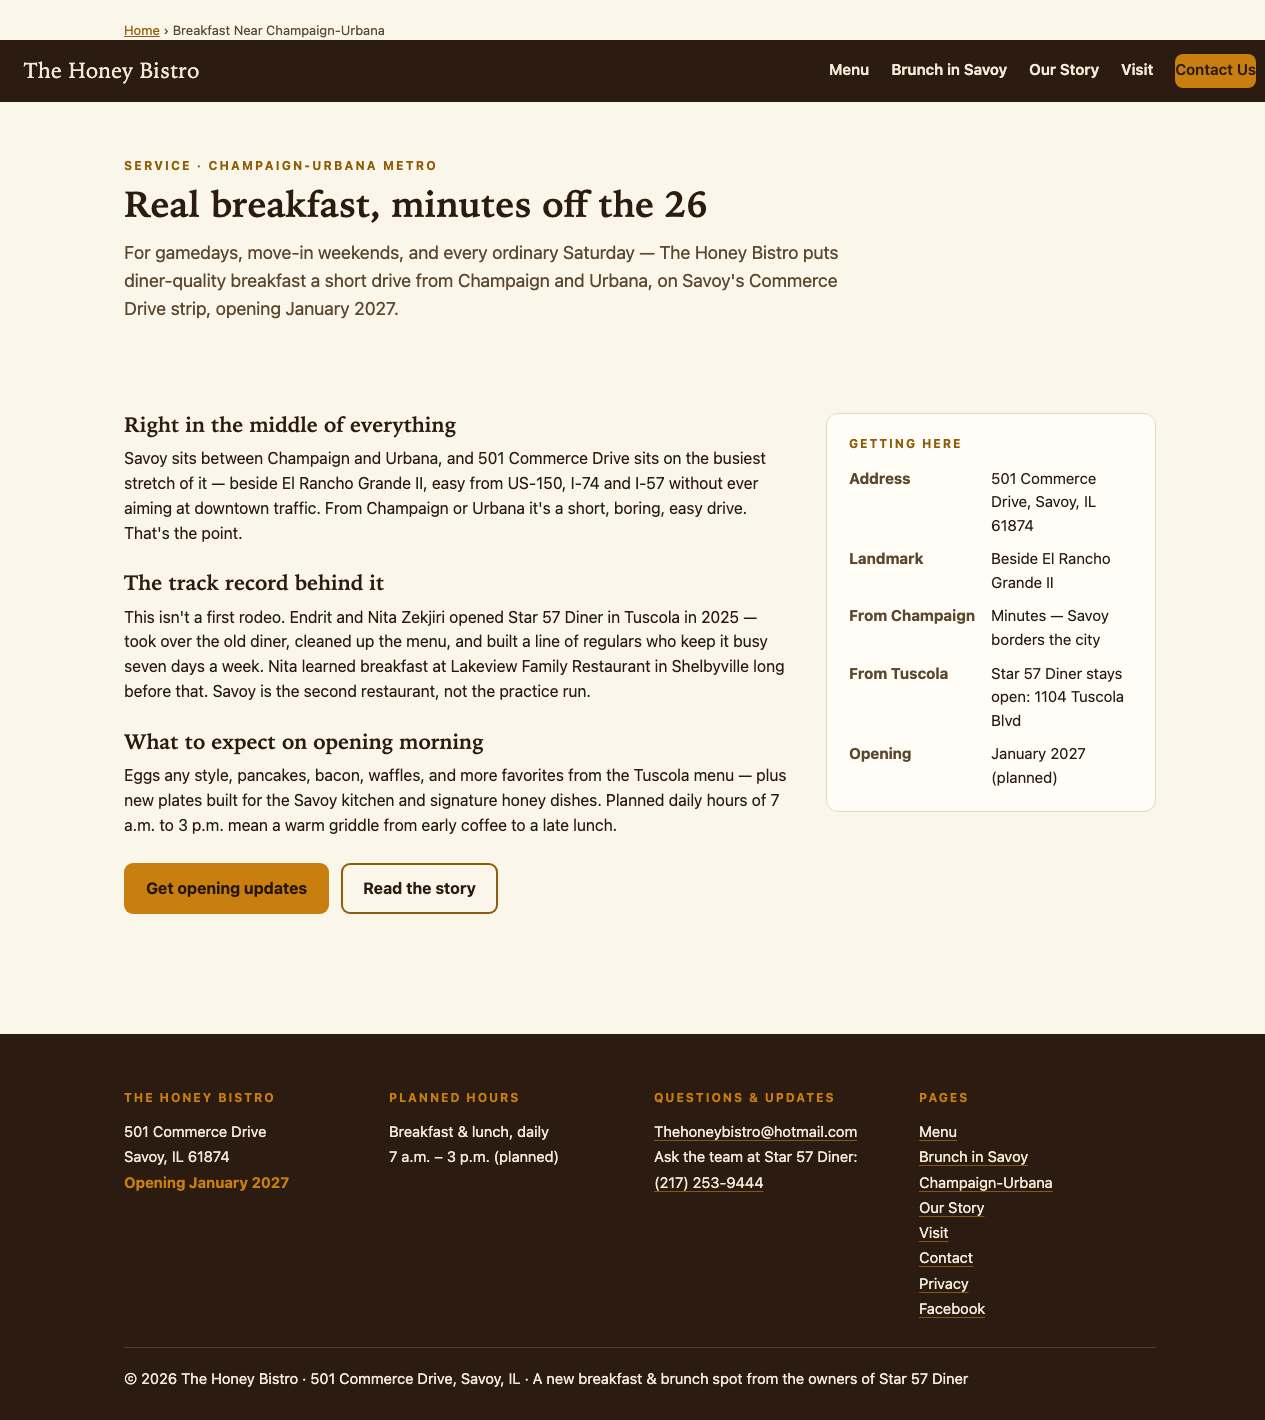 Home › Breakfast Near Champaign-Urbana
The Honey Bistro
Menu
Brunch in Savoy
Our Story
Visit
Contact Us
SERVICE · CHAMPAIGN-URBANA METRO
Real breakfast, minutes off the 26
For gamedays, move-in weekends, and every ordinary Saturday — The Honey Bistro puts
diner-quality breakfast a short drive from Champaign and Urbana, on Savoy's Commerce
Drive strip, opening January 2027.
Right in the middle of everything
Savoy sits between Champaign and Urbana, and 501 Commerce Drive sits on the busiest
stretch of it — beside El Rancho Grande II, easy from US-150, I-74 and I-57 without ever
aiming at downtown traffic. From Champaign or Urbana it's a short, boring, easy drive.
That's the point.
The track record behind it
This isn't a first rodeo. Endrit and Nita Zekjiri opened Star 57 Diner in Tuscola in 2025 —
took over the old diner, cleaned up the menu, and built a line of regulars who keep it busy
seven days a week. Nita learned breakfast at Lakeview Family Restaurant in Shelbyville long
before that. Savoy is the second restaurant, not the practice run.
What to expect on opening morning
Eggs any style, pancakes, bacon, waffles, and more favorites from the Tuscola menu — plus
new plates built for the Savoy kitchen and signature honey dishes. Planned daily hours of 7
a.m. to 3 p.m. mean a warm griddle from early coffee to a late lunch.
Get opening updates
Read the story
GETTING HERE
Address
501 Commerce
Drive, Savoy, IL
61874
Landmark
Beside El Rancho
Grande II
From Champaign
Minutes — Savoy
borders the city
From Tuscola
Star 57 Diner stays
open: 1104 Tuscola
Blvd
Opening
January 2027
(planned)
THE HONEY BISTRO
501 Commerce Drive
Savoy, IL 61874
Opening January 2027
PLANNED HOURS
Breakfast & lunch, daily
7 a.m. – 3 p.m. (planned)
QUESTIONS & UPDATES
Thehoneybistro@hotmail.com
Ask the team at Star 57 Diner:
(217) 253-9444
PAGES
Menu
Brunch in Savoy
Champaign-Urbana
Our Story
Visit
Contact
Privacy
Facebook
© 2026 The Honey Bistro · 501 Commerce Drive, Savoy, IL · A new breakfast & brunch spot from the owners of Star 57 Diner